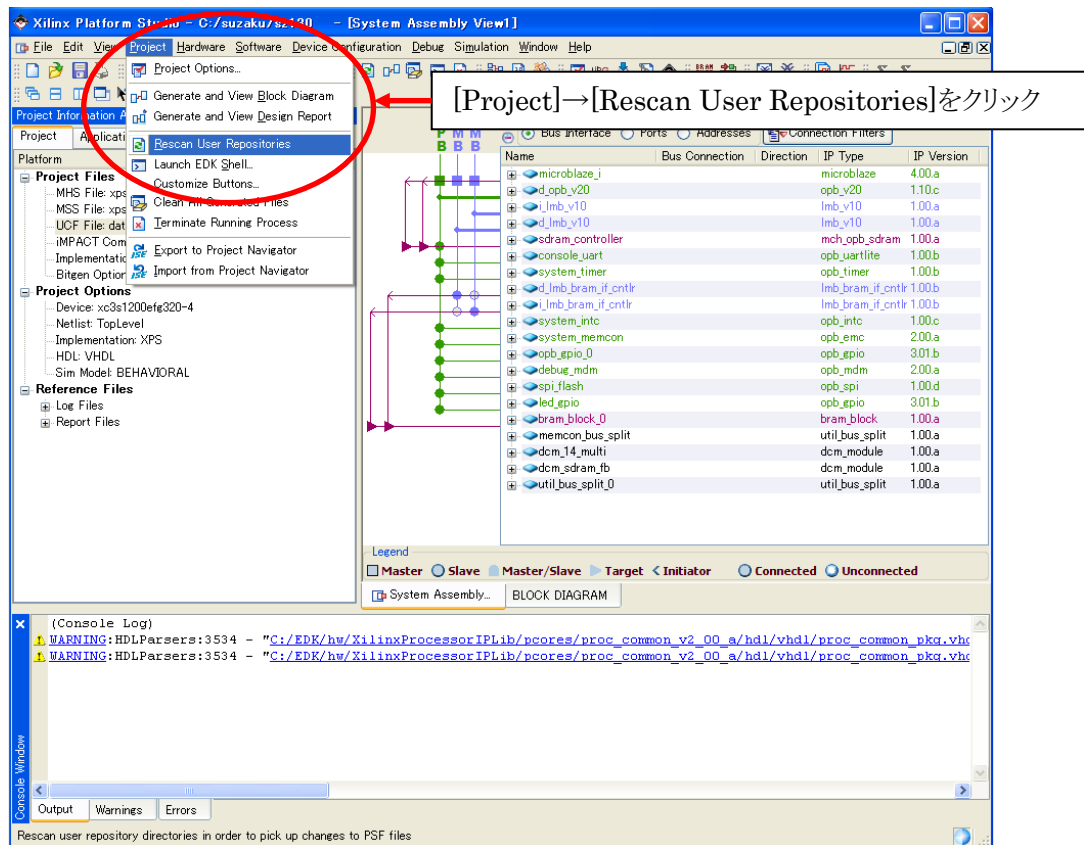 Xilinx Platform Studio - C:/suzaku/sz130 - [System Assembly View1]
File Edit View Project Hardware Software Device Configuration Debug Simulation Window Help
Project Options...
Generate and View Block Diagram
Generate and View Design Report
Rescan User Repositories
Launch EDK Shell...
Customize Buttons...
Clean All Generated Files
Terminate Running Process
Export to Project Navigator
Import from Project Navigator
[Project]→[Rescan User Repositories]をクリック
Project Information A
Project Applicati
Platform
Project Files
MHS File: xps
MSS File: xps
UCF File: dat
iMPACT Com
Implementatio
Bitgen Option
Project Options
Device: xc3s1200efg320-4
Netlist: TopLevel
Implementation: XPS
HDL: VHDL
Sim Model: BEHAVIORAL
Reference Files
Log Files
Report Files
P M M
B B B
Bus Interface Ports Addresses Connection Filters
Name Bus Connection Direction IP Type IP Version
microblaze_i microblaze 4.00.a
d_opb_v20 opb_v20 1.10.c
i_lmb_v10 lmb_v10 1.00.a
d_lmb_v10 lmb_v10 1.00.a
sdram_controller mch_opb_sdram 1.00.a
console_uart opb_uartlite 1.00.b
system_timer opb_timer 1.00.b
d_lmb_bram_if_cntlr lmb_bram_if_cntlr 1.00.b
i_lmb_bram_if_cntlr lmb_bram_if_cntlr 1.00.b
system_intc opb_intc 1.00.c
system_memcon opb_emc 2.00.a
opb_gpio_0 opb_gpio 3.01.b
debug_mdm opb_mdm 2.00.a
spi_flash opb_spi 1.00.d
led_gpio opb_gpio 3.01.b
bram_block_0 bram_block 1.00.a
memcon_bus_split util_bus_split 1.00.a
dcm_14_multi dcm_module 1.00.a
dcm_sdram_fb dcm_module 1.00.a
util_bus_split_0 util_bus_split 1.00.a
Legend
Master Slave Master/Slave Target Initiator Connected Unconnected
System Assembly... BLOCK DIAGRAM
(Console Log)
WARNING:HDLParsers:3534 - "C:/EDK/hw/XilinxProcessorIPLib/pcores/proc_common_v2_00_a/hdl/vhdl/proc_common_pkg.vhd
WARNING:HDLParsers:3534 - "C:/EDK/hw/XilinxProcessorIPLib/pcores/proc_common_v2_00_a/hdl/vhdl/proc_common_pkg.vhd
Console Window
Output Warnings Errors
Rescan user repository directories in order to pick up changes to PSF files